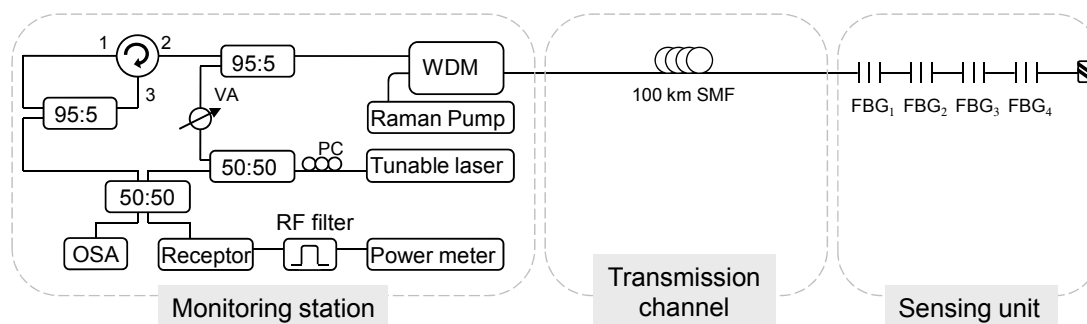 1
2
3
95:5
WDM
VA
95:5
Raman Pump
PC
50:50
Tunable laser
50:50
RF filter
OSA
Receptor
Power meter
Monitoring station
100 km SMF
Transmission
channel
FBG₁ FBG₂ FBG₃ FBG₄
Sensing unit